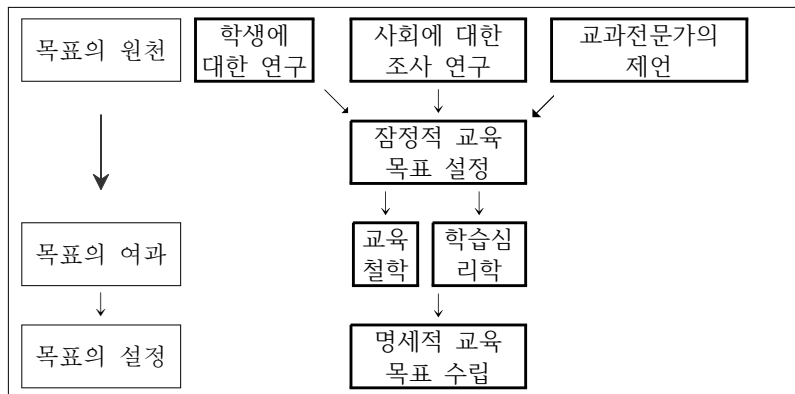 목표의 원천
학생에
대한 연구
사회에 대한
조사 연구
교과전문가의
제언
잠정적 교육
목표 설정
목표의 여과
교육
철학
학습심
리학
목표의 설정
명세적 교육
목표 수립